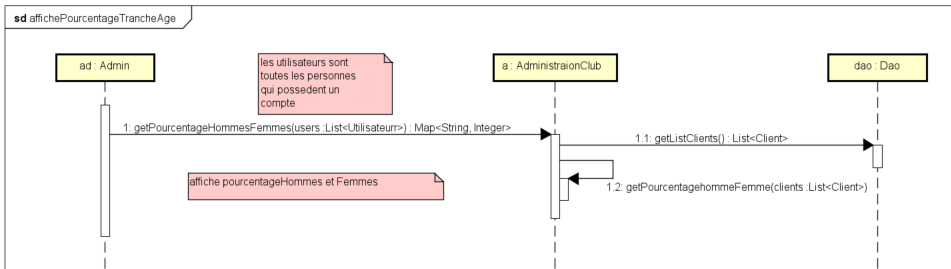 sd affichePourcentageTrancheAge
ad : Admin
les utilisateurs sont
toutes les personnes
qui possedent un
compte
a : AdministraionClub
dao : Dao
1: getPourcentageHommesFemmes(users :List<Utilisateurr>) : Map<String, Integer>
1.1: getListClients() : List<Client>
affiche pourcentageHommes et Femmes
1.2: getPourcentagehommeFemme(clients :List<Client>)